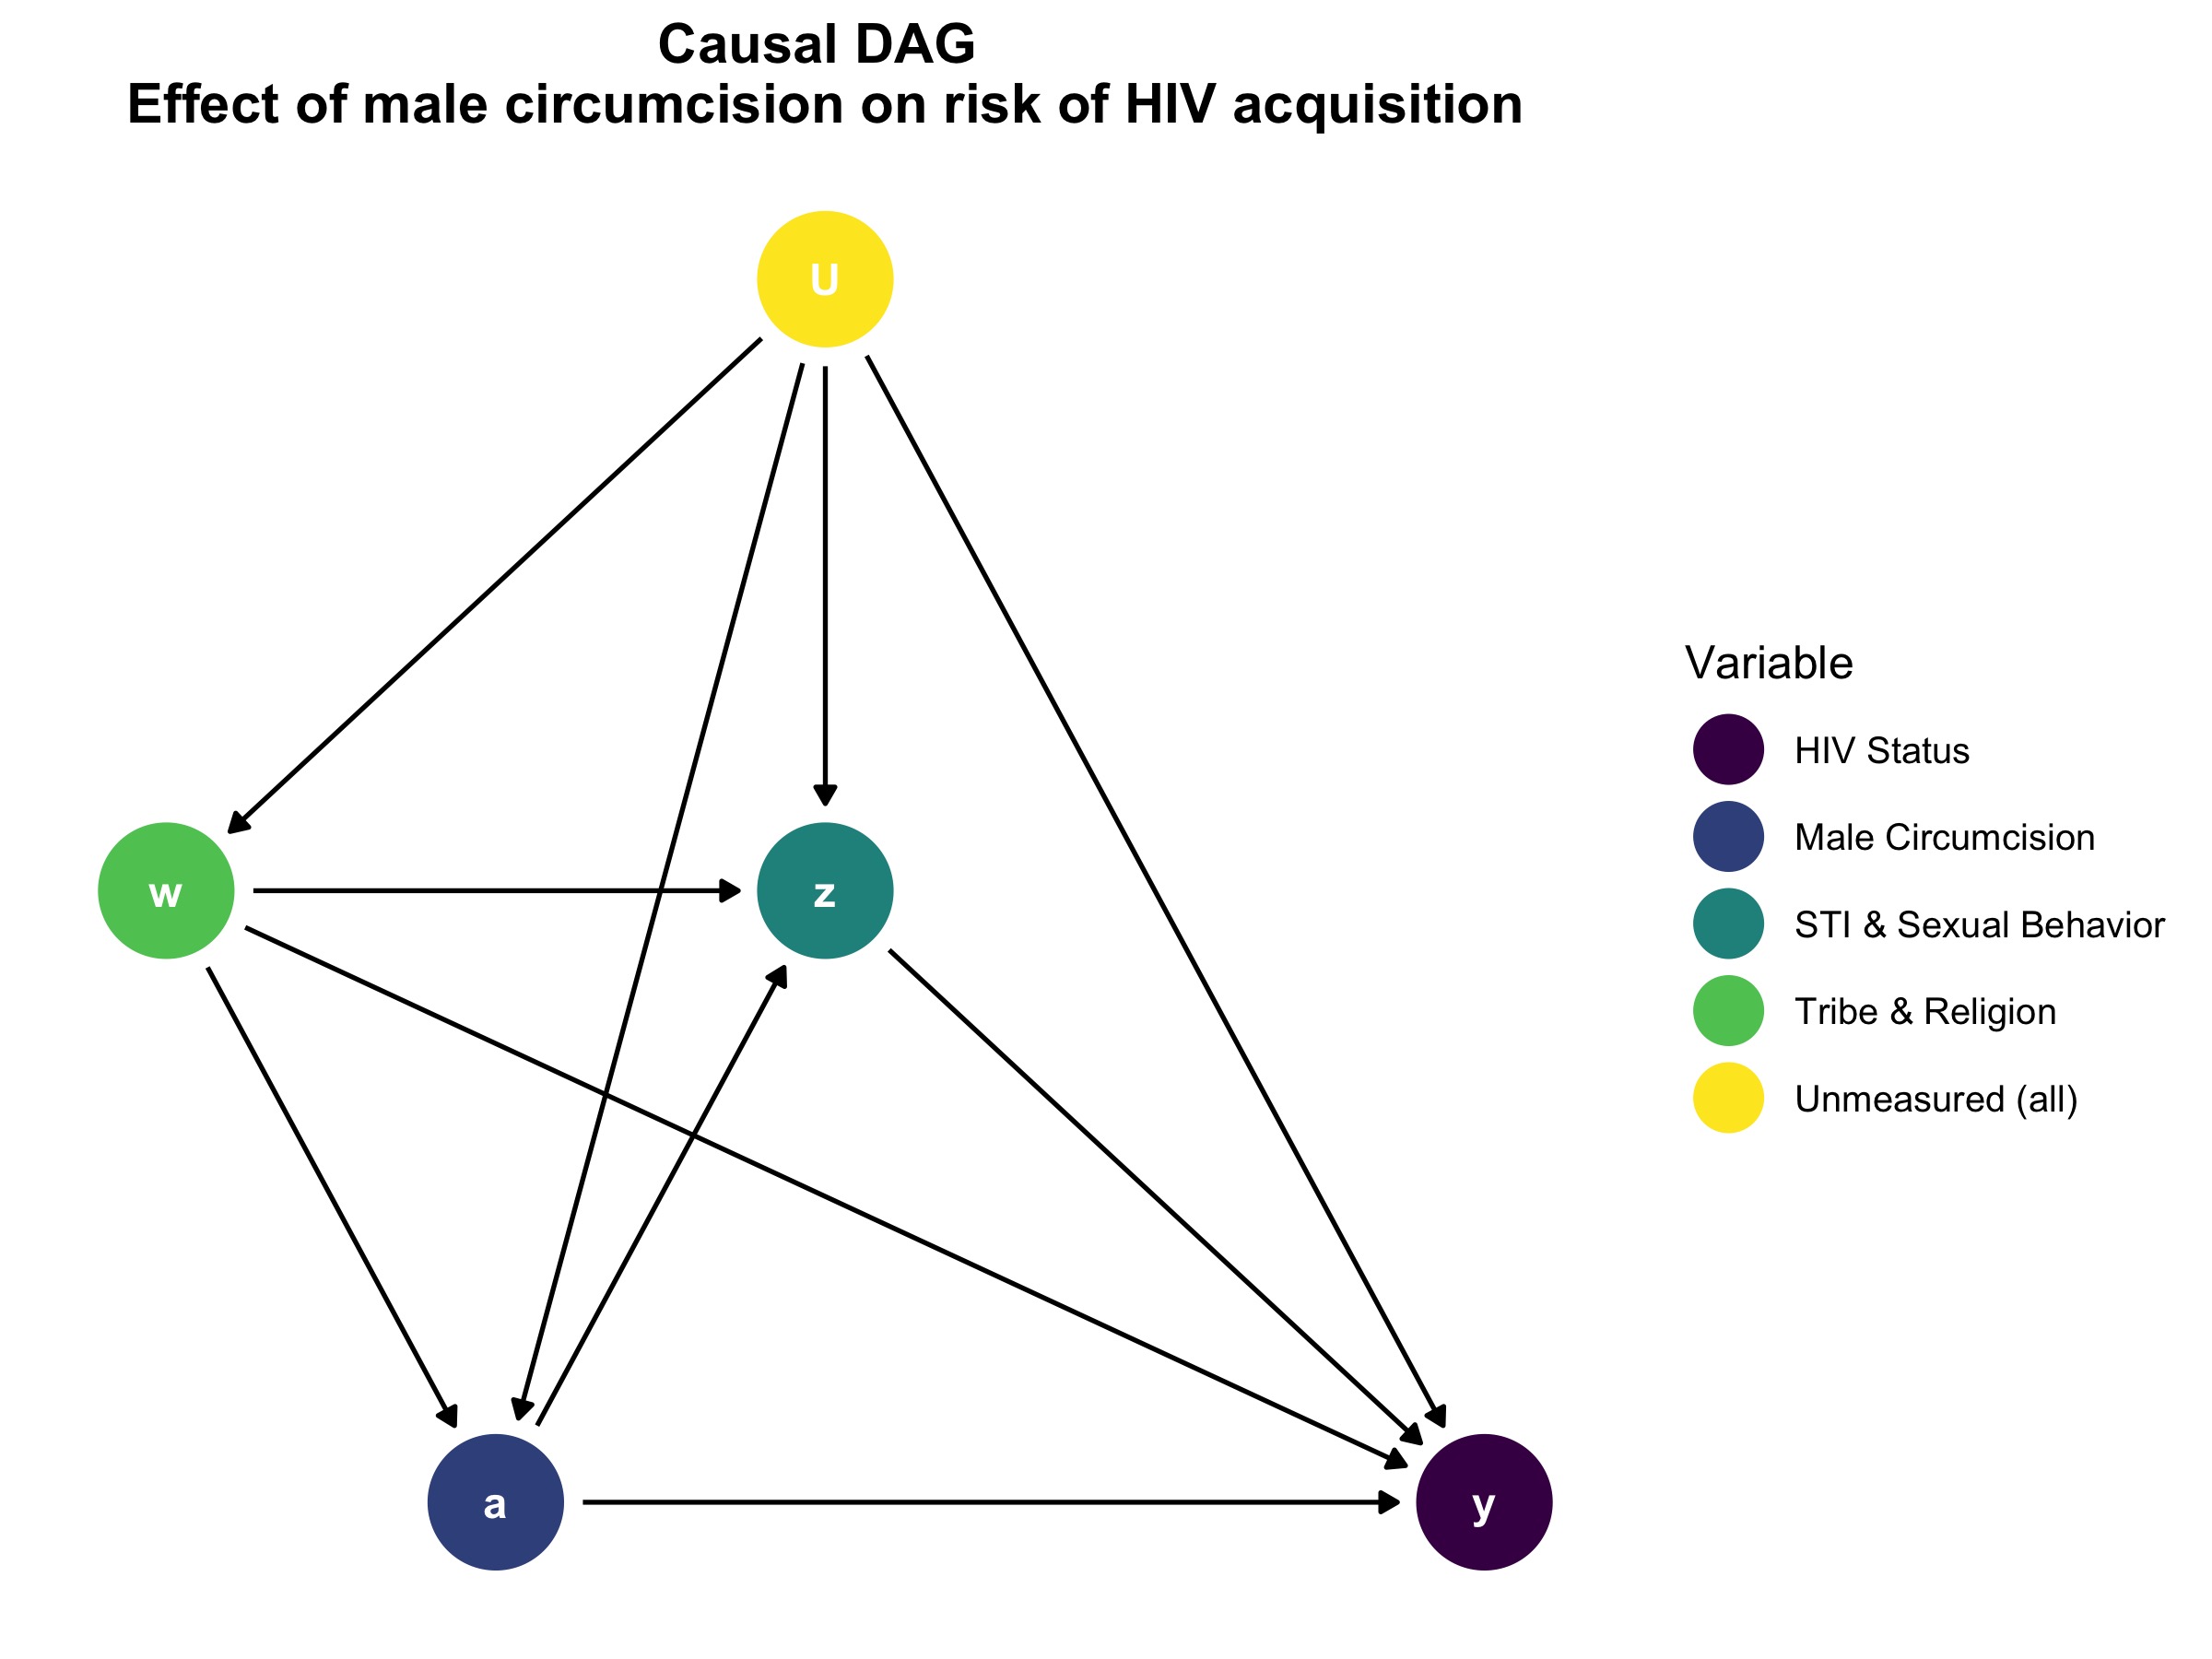 Causal DAG
Effect of male circumcision on risk of HIV acquisition
U
w
z
a
y
Variable
HIV Status
Male Circumcision
STI & Sexual Behavior
Tribe & Religion
Unmeasured (all)